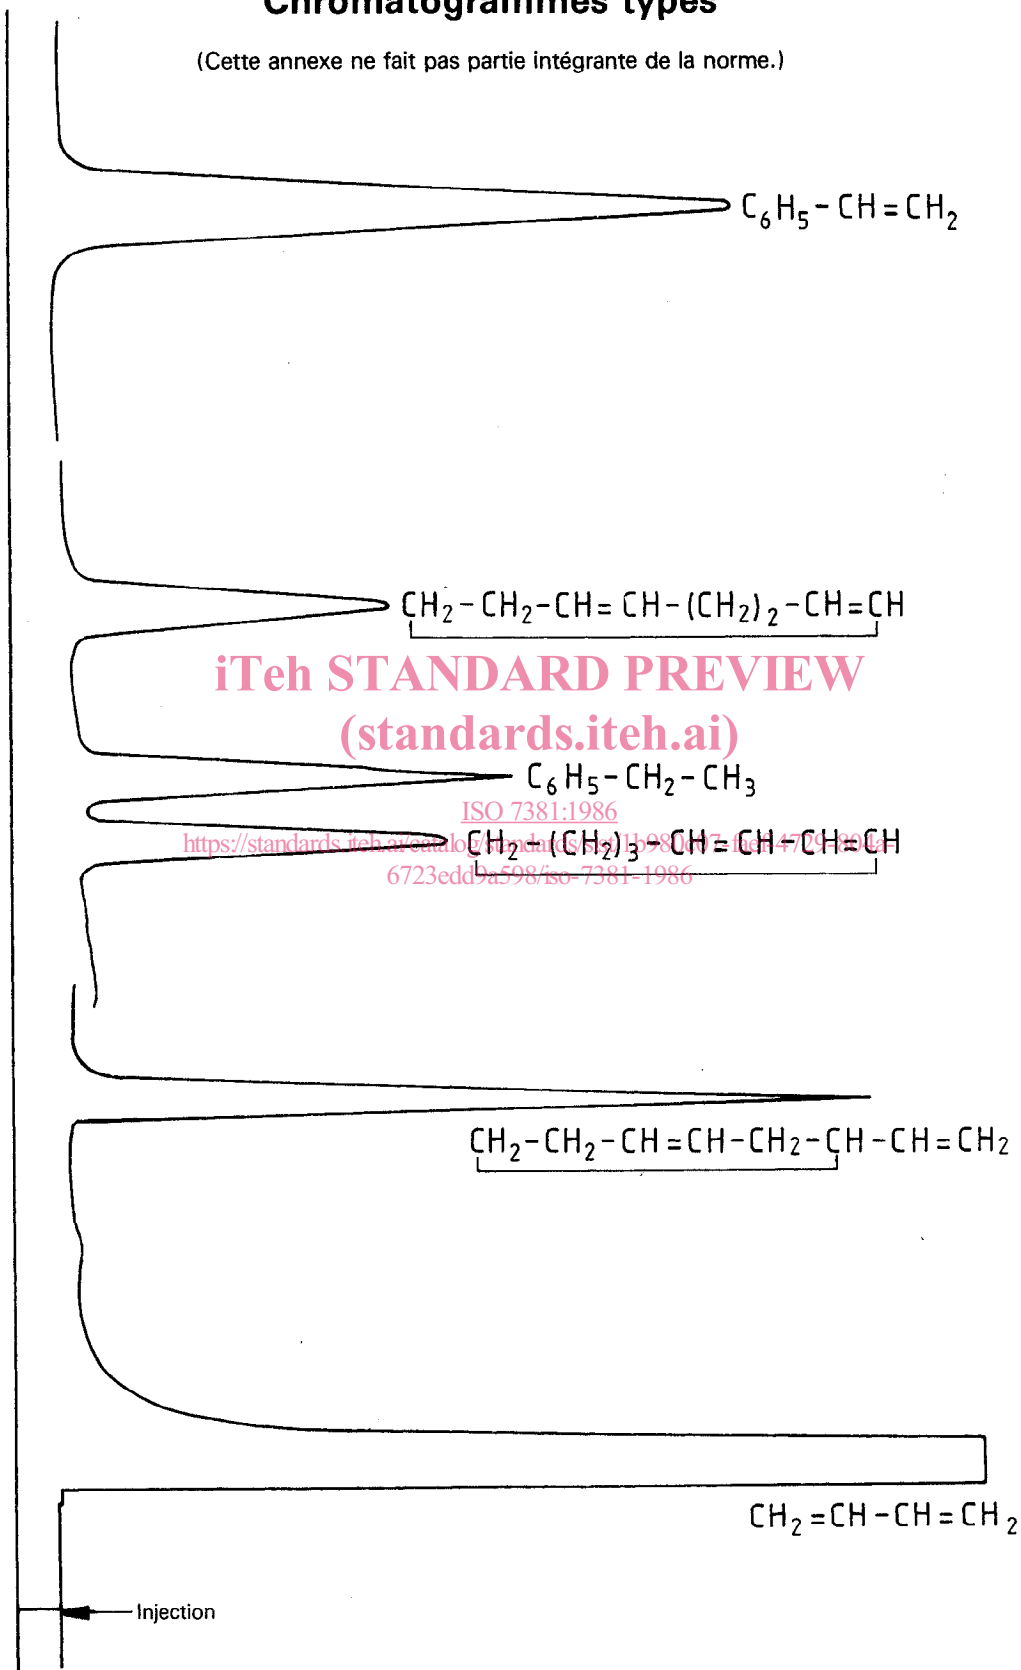 Chromatogrammes types
(Cette annexe ne fait pas partie intégrante de la norme.)
C₆H₅-CH=CH₂
CH₂-CH₂-CH=CH-(CH₂)₂-CH=CH
iTeh STANDARD PREVIEW
(standards.iteh.ai)
C₆H₅-CH₂-CH₃
ISO 7381:1986
CH₂-(CH₂)₃-CH=CH-CH=CH
6723edd9a598/iso-7381-1986
CH₂-CH₂-CH=CH-CH₂-CH-CH=CH₂
CH₂=CH-CH=CH₂
Injection